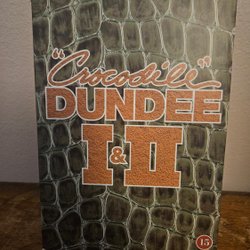 "Crocodile"
DUNDEE
I & II
15